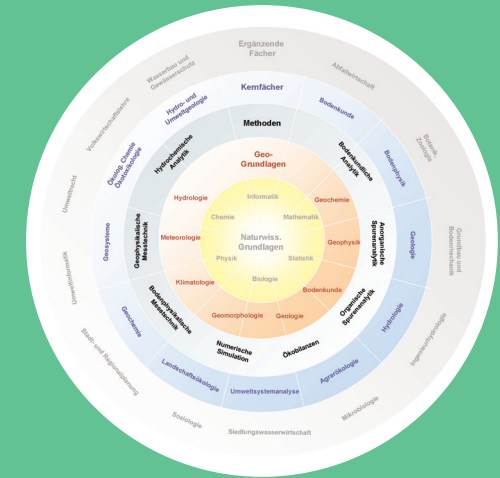 Ergänzende
Fächer
Abfallwirtschaft
Botanik,
Zoologie
Grundbau und
Bodenmechanik
Ingenieurhydrologie
Mikrobiologie
Siedlungswasserwirtschaft
Soziologie
Stadt- und Regionalplanung
Umweltinformatik
Umweltrecht
Volkswirtschaftslehre
Wasserbau und
Gewässerschutz
Kernfächer
Bodenkunde
Bodenphysik
Geologie
Hydrologie
Agrarökologie
Umweltsystemanalyse
Landschaftsökologie
Geochemie
Geosysteme
Ökolog. Chemie
Ökotoxikologie
Hydro- und
Umweltgeologie
Methoden
Bodenkundliche
Analytik
Anorganische
Spurenanalytik
Organische
Spurenanalytik
Ökobilanzen
Numerische
Simulation
Bodenphysikalische
Messtechnik
Geophysikalische
Messtechnik
Hydrochemische
Analytik
Geo-
Grundlagen
Geochemie
Geophysik
Bodenkunde
Geologie
Geomorphologie
Klimatologie
Meteorologie
Hydrologie
Informatik
Mathematik
Statistik
Biologie
Physik
Chemie
Naturwiss.
Grundlagen